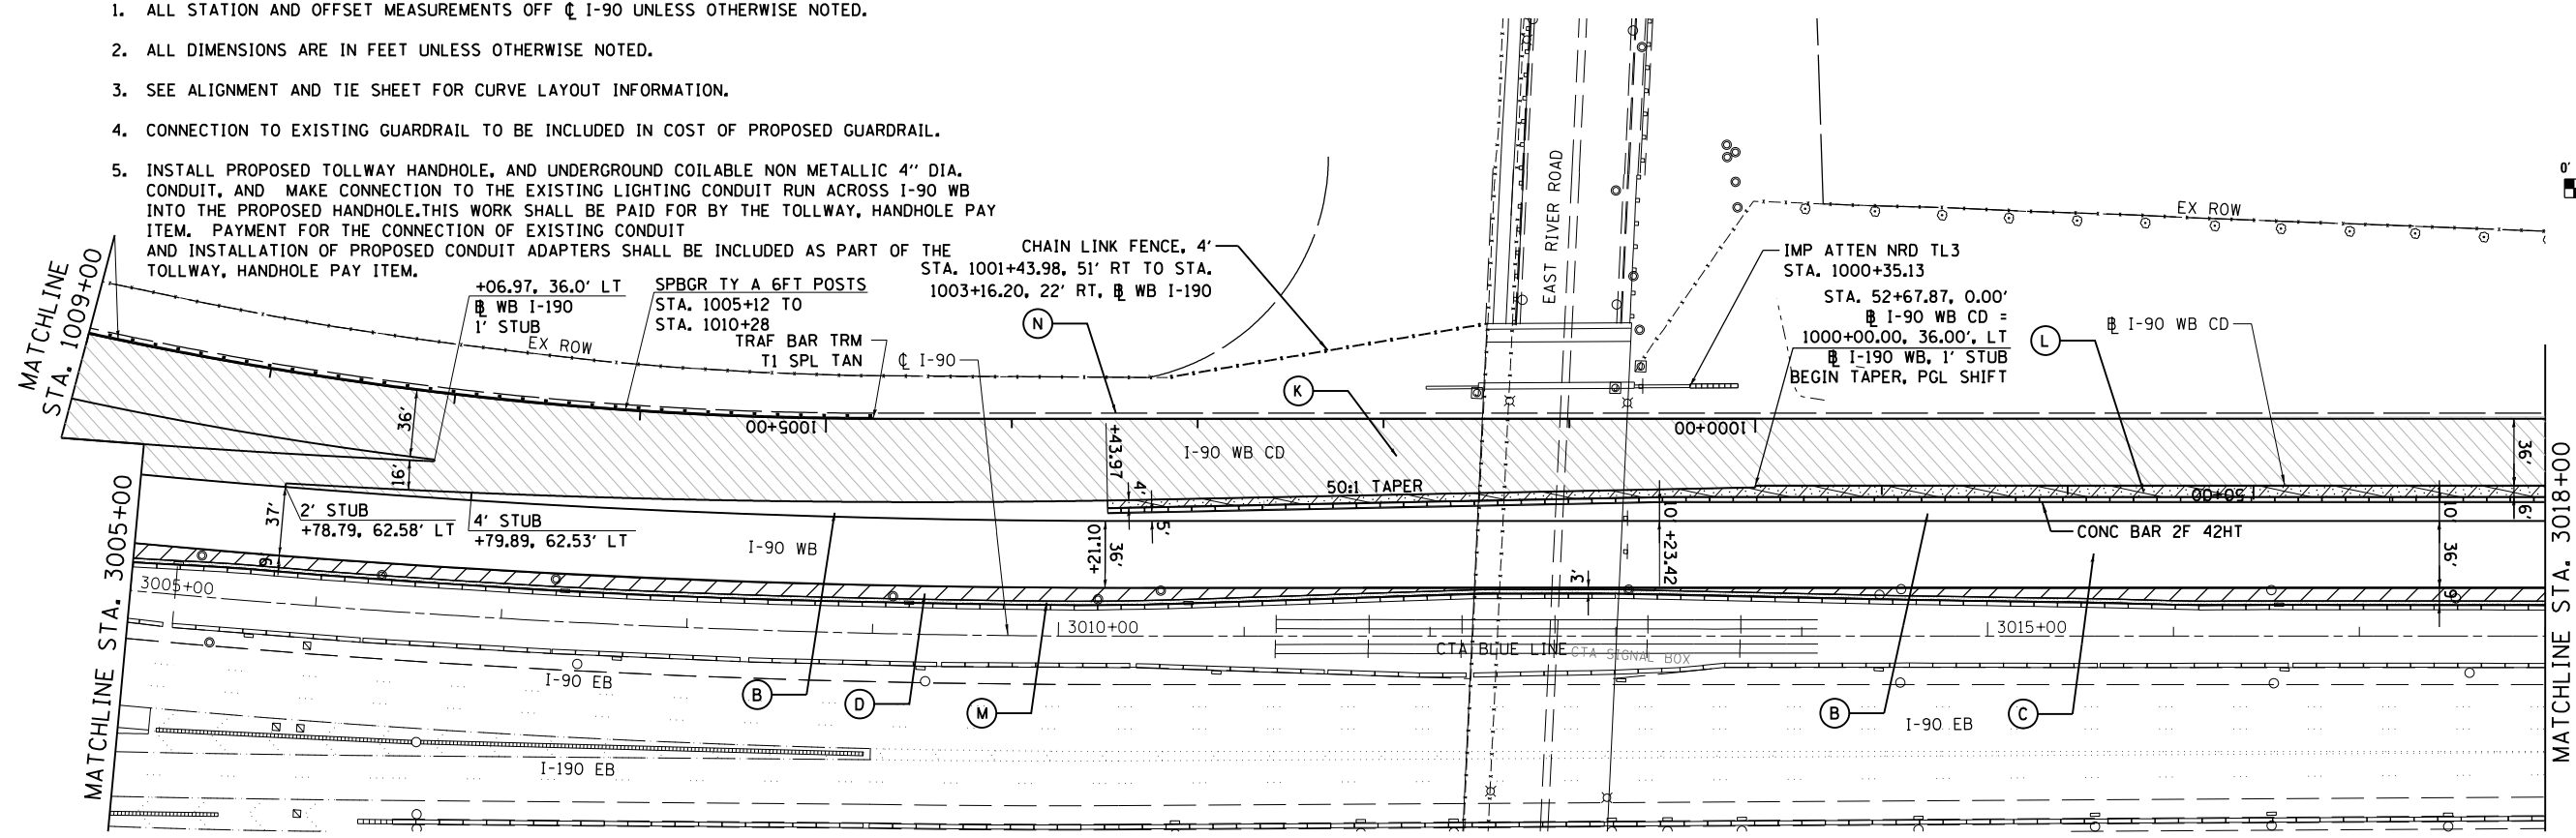 1. ALL STATION AND OFFSET MEASUREMENTS OFF ℄ I-90 UNLESS OTHERWISE NOTED.
2. ALL DIMENSIONS ARE IN FEET UNLESS OTHERWISE NOTED.
3. SEE ALIGNMENT AND TIE SHEET FOR CURVE LAYOUT INFORMATION.
4. CONNECTION TO EXISTING GUARDRAIL TO BE INCLUDED IN COST OF PROPOSED GUARDRAIL.
5. INSTALL PROPOSED TOLLWAY HANDHOLE, AND UNDERGROUND COILABLE NON METALLIC 4'' DIA.
CONDUIT, AND MAKE CONNECTION TO THE EXISTING LIGHTING CONDUIT RUN ACROSS I-90 WB
INTO THE PROPOSED HANDHOLE.THIS WORK SHALL BE PAID FOR BY THE TOLLWAY, HANDHOLE PAY
ITEM. PAYMENT FOR THE CONNECTION OF EXISTING CONDUIT
AND INSTALLATION OF PROPOSED CONDUIT ADAPTERS SHALL BE INCLUDED AS PART OF THE
TOLLWAY, HANDHOLE PAY ITEM.
0'
MATCHLINE
STA. 1009+00
+06.97, 36.0' LT
B WB I-190
1' STUB
EX ROW
SPBGR TY A 6FT POSTS
STA. 1005+12 TO
STA. 1010+28
TRAF BAR TRM
T1 SPL TAN
℄ I-90
CHAIN LINK FENCE, 4'
STA. 1001+43.98, 51' RT TO STA.
1003+16.20, 22' RT, B WB I-190
N
K
EAST RIVER ROAD
EX ROW
IMP ATTEN NRD TL3
STA. 1000+35.13
STA. 52+67.87, 0.00'
B I-90 WB CD =
1000+00.00, 36.00', LT
B I-190 WB, 1' STUB
BEGIN TAPER, PGL SHIFT
L
B I-90 WB CD
36'
16'
1005+00
+43.97
4'
5'
I-90 WB CD
50:1 TAPER
1000+00
50+00
36'
6'
MATCHLINE STA. 3005+00
37'
6'
2' STUB
+78.79, 62.58' LT
4' STUB
+79.89, 62.53' LT
I-90 WB
+21.10
36'
3'
10'
+23.42
CONC BAR 2F 42HT
10'
36'
6'
MATCHLINE STA. 3018+00
3005+00
3010+00
3015+00
CTA BLUE LINE
CTA SIGNAL BOX
I-90 EB
B
D
M
B
I-90 EB
C
I-190 EB